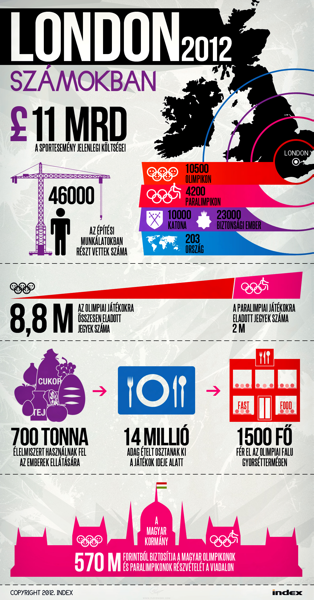 LONDON 2012
SZÁMOKBAN
£ 11 MRD
A SPORTESEMÉNY JELENLEGI KÖLTSÉGEI
LONDON
46000
AZ ÉPÍTÉSI
MUNKÁLATOKBAN
RÉSZT VETTEK SZÁMA
10500
OLIMPIKON
4200
PARALIMPIKON
10000
KATONA
23000
BIZTONSÁGI EMBER
203
ORSZÁG
8,8 M
AZ OLIMPIAI JÁTÉKOKRA
ÖSSZESEN ELADOTT
JEGYEK SZÁMA
A PARALIMPIAI JÁTÉKOKRA
ELADOTT JEGYEK SZÁMA
2 M
CUKOR
TEJ
FAST FOOD
700 TONNA
ÉLELMISZERT HASZNÁLNAK FEL
AZ EMBEREK ELLÁTÁSÁRA
14 MILLIÓ
ADAG ÉTELT OSZTANAK KI
A JÁTÉKOK IDEJE ALATT
1500 FŐ
FÉR EL AZ OLIMPIAI FALU
GYORSÉTTERMÉBEN
A
MAGYAR
KORMÁNY
570 M FORINTBÓL BIZTOSÍTJA A MAGYAR OLIMPIKONOK
ÉS PARALIMPIKONOK RÉSZVÉTELÉT A VIADALON
COPYRIGHT 2012. INDEX
index